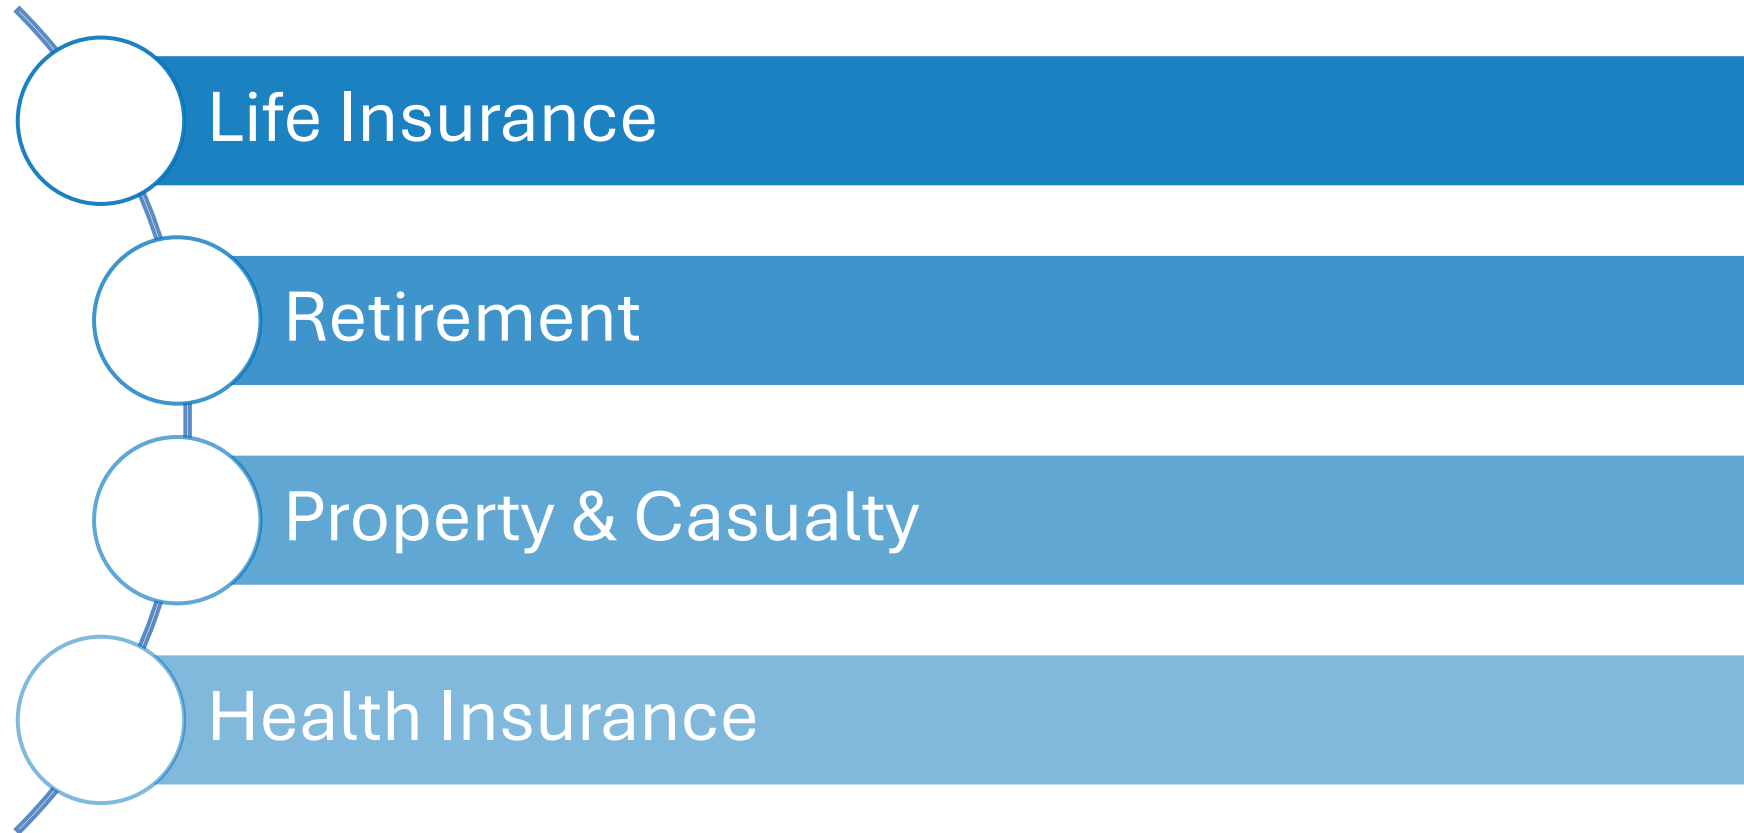 Life Insurance
Retirement
Property & Casualty
Health Insurance